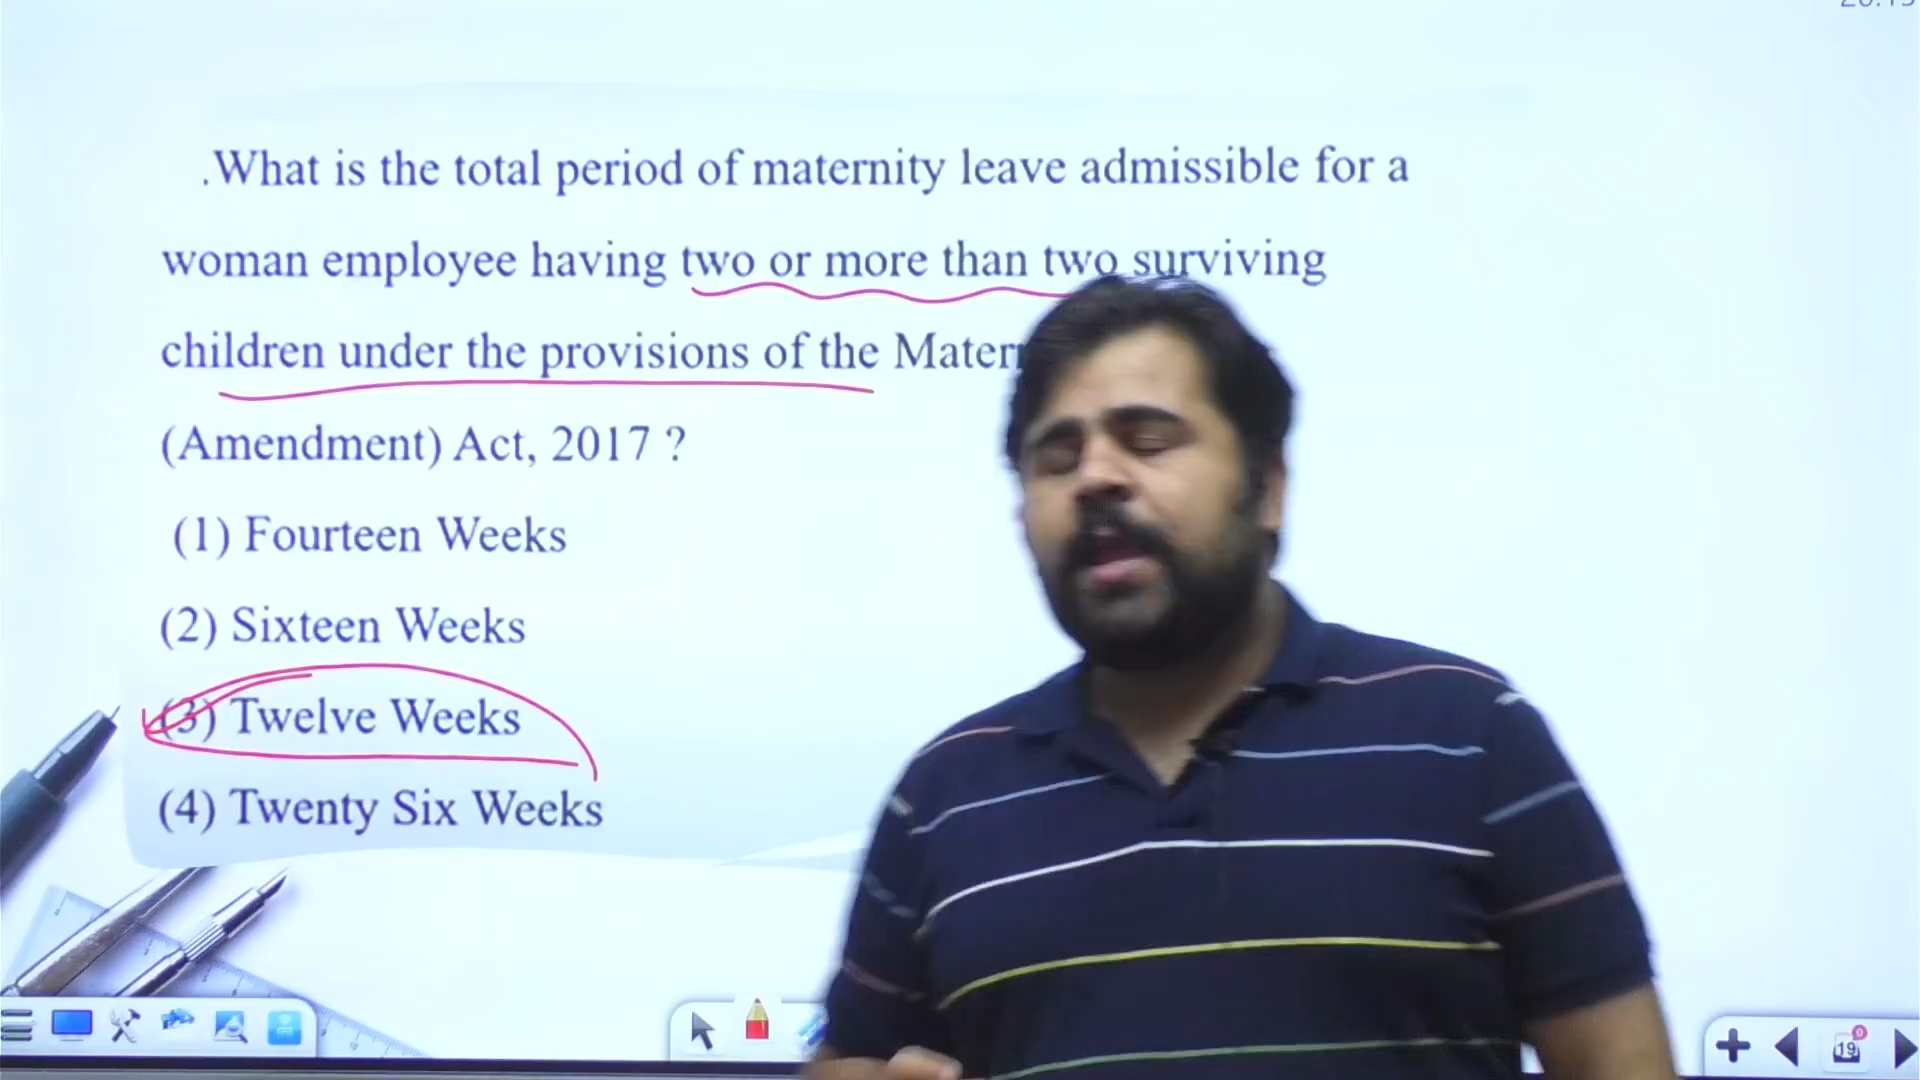 .What is the total period of maternity leave admissible for a
woman employee having two or more than two surviving
children under the provisions of the
(Amendment) Act, 2017 ?
(1) Fourteen Weeks
(2) Sixteen Weeks
(3) Twelve Weeks
(4) Twenty Six Weeks
19